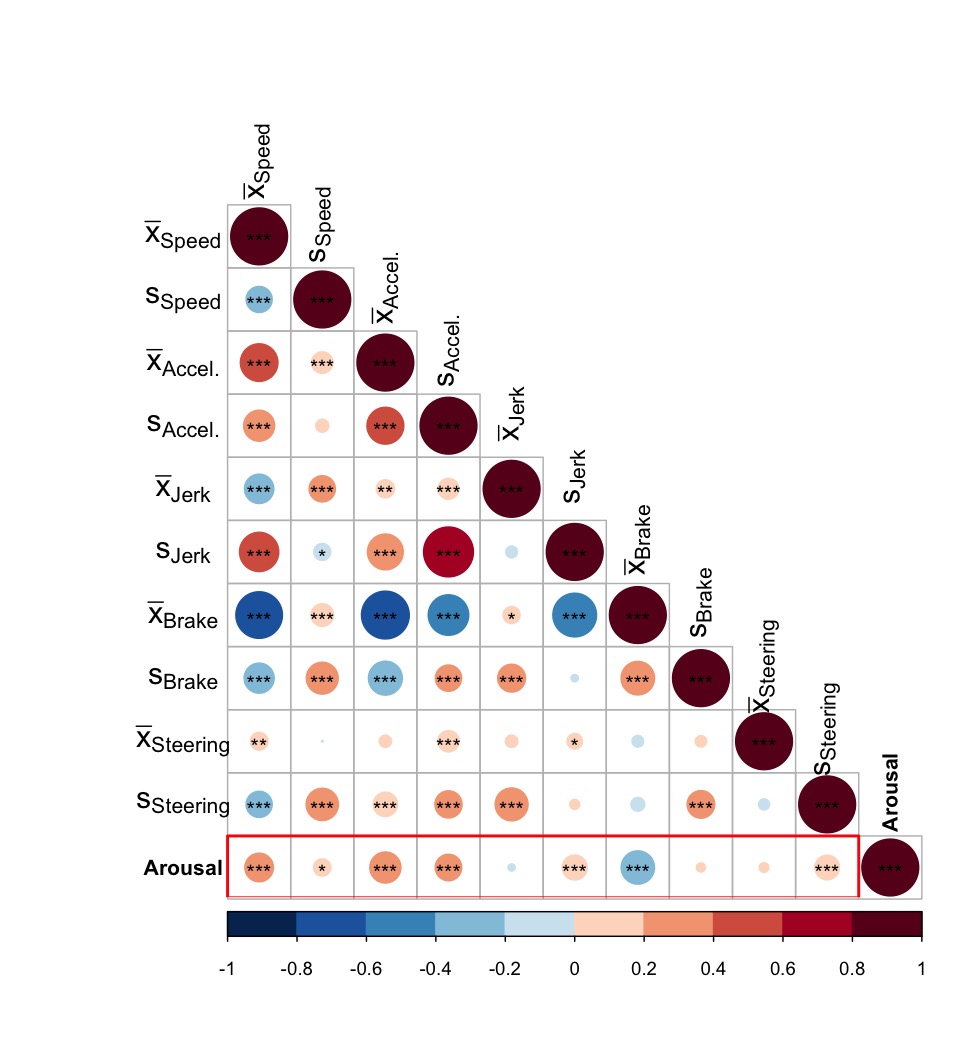 x̄Speed
sSpeed
x̄Accel.
sAccel.
x̄Jerk
sJerk
x̄Brake
sBrake
x̄Steering
sSteering
Arousal
x̄Speed ***
sSpeed *** ***
x̄Accel. *** *** ***
sAccel. *** *** ***
x̄Jerk *** *** ** *** ***
sJerk *** * *** *** ***
x̄Brake *** *** *** *** * *** ***
sBrake *** *** *** *** *** *** ***
x̄Steering ** *** * ***
sSteering *** *** *** *** *** *** ***
Arousal *** * *** *** *** *** *** ***
-1 -0.8 -0.6 -0.4 -0.2 0 0.2 0.4 0.6 0.8 1